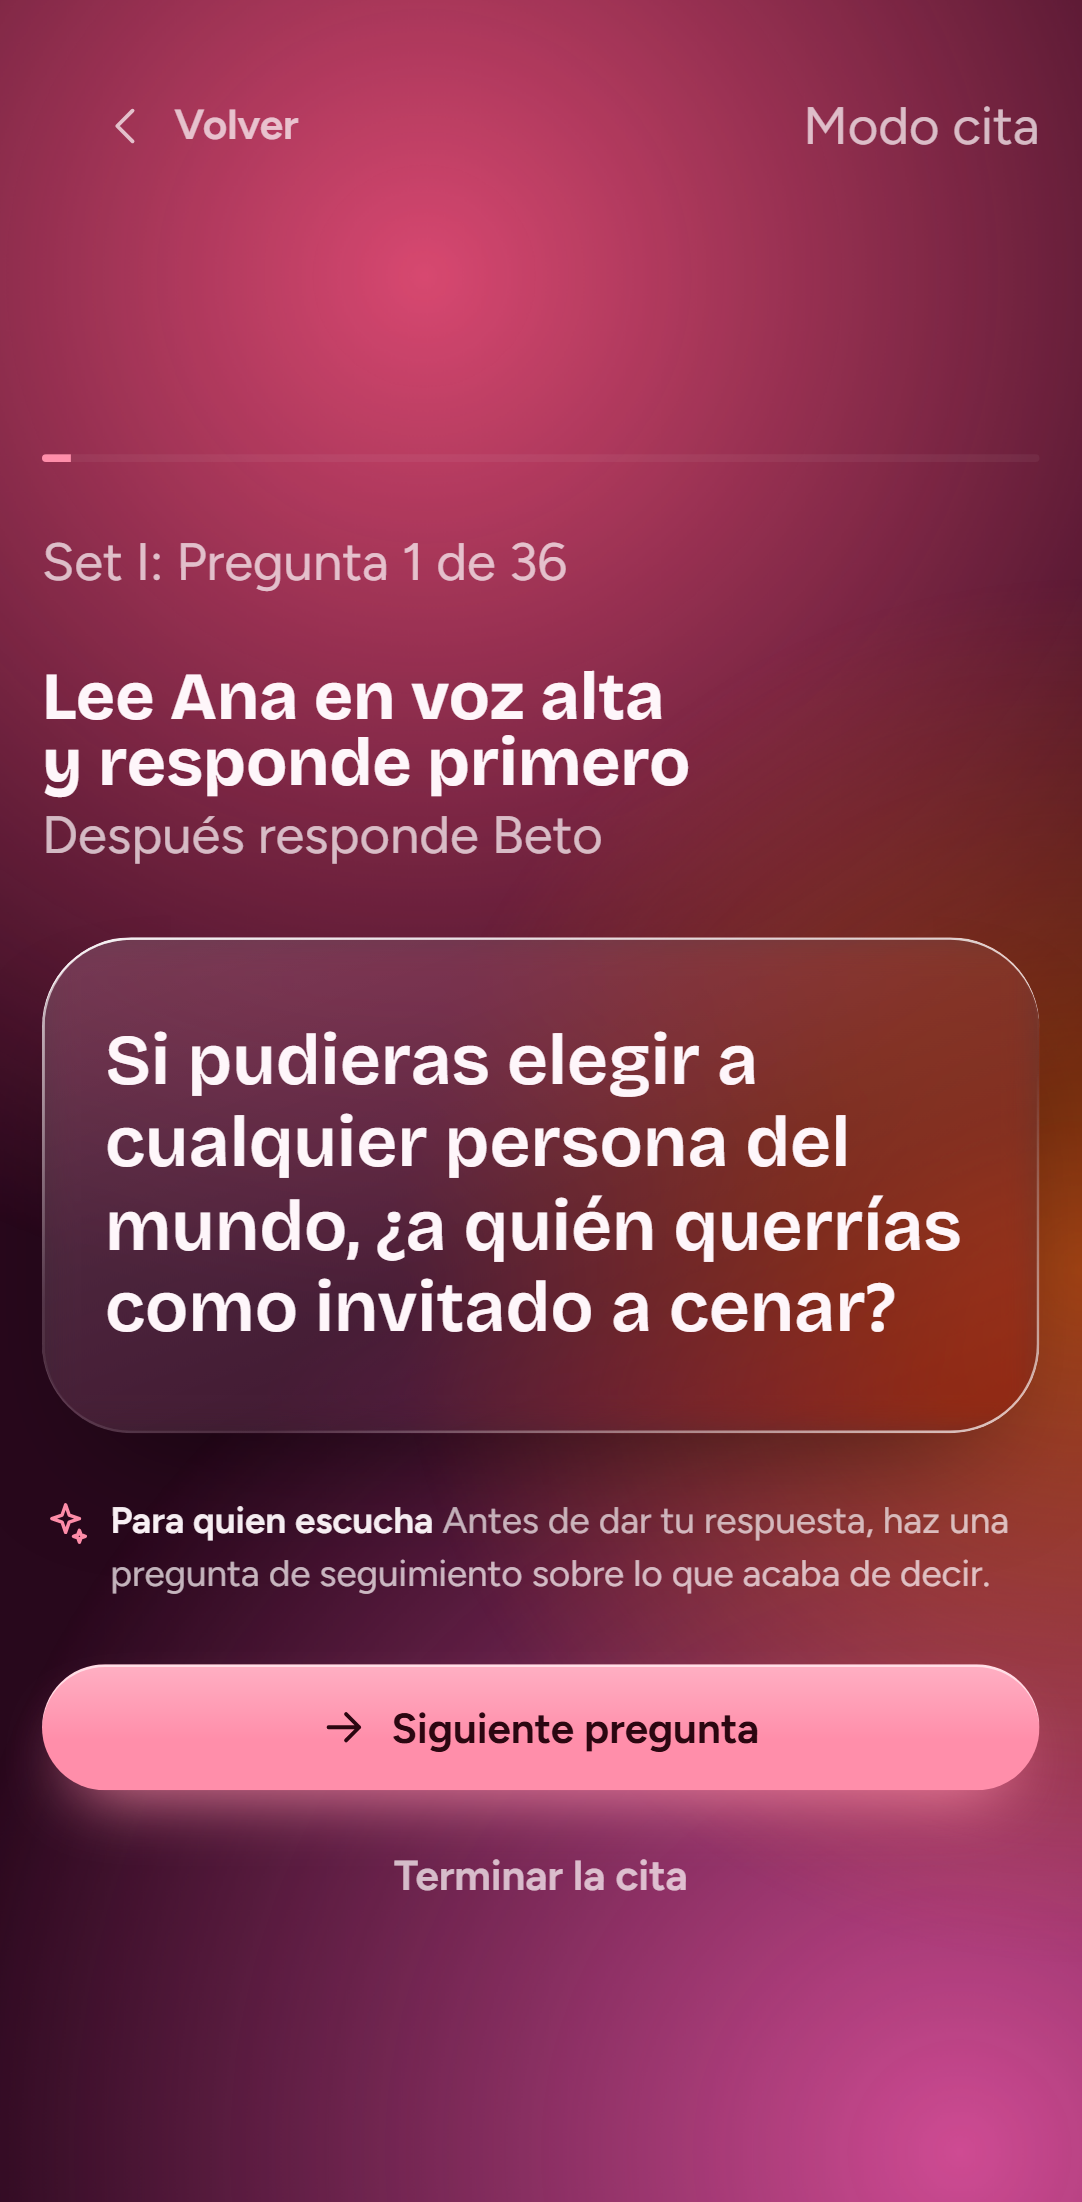 Volver
Modo cita
Set I: Pregunta 1 de 36
Lee Ana en voz alta
y responde primero
Después responde Beto
Si pudieras elegir a
cualquier persona del
mundo, ¿a quién querrías
como invitado a cenar?
Para quien escucha Antes de dar tu respuesta, haz una
pregunta de seguimiento sobre lo que acaba de decir.
Siguiente pregunta
Terminar la cita